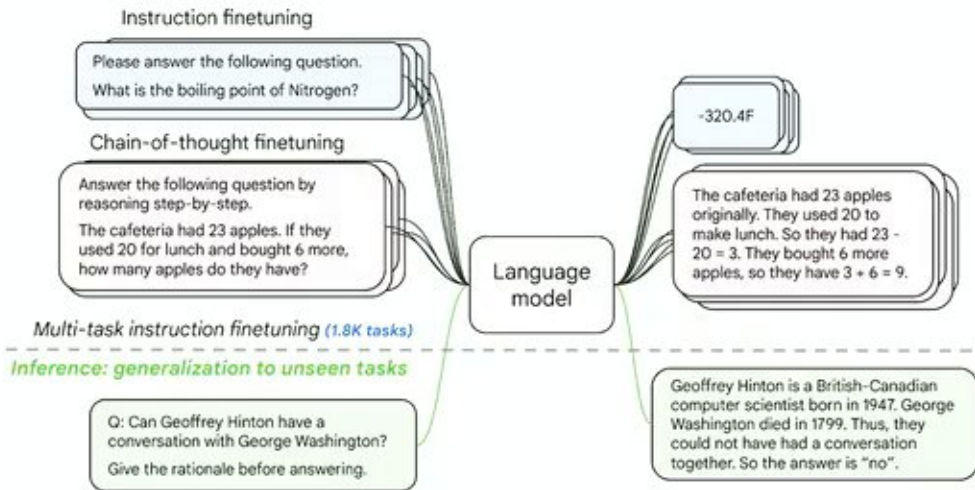 Instruction finetuning
Please answer the following question.
What is the boiling point of Nitrogen?
-320.4F
Chain-of-thought finetuning
Answer the following question by
reasoning step-by-step.
The cafeteria had 23 apples. If they
used 20 for lunch and bought 6 more,
how many apples do they have?
Language
model
The cafeteria had 23 apples
originally. They used 20 to
make lunch. So they had 23 -
20 = 3. They bought 6 more
apples, so they have 3 + 6 = 9.
Multi-task instruction finetuning (1.8K tasks)
Inference: generalization to unseen tasks
Q: Can Geoffrey Hinton have a
conversation with George Washington?
Give the rationale before answering.
Geoffrey Hinton is a British-Canadian
computer scientist born in 1947. George
Washington died in 1799. Thus, they
could not have had a conversation
together. So the answer is “no”.